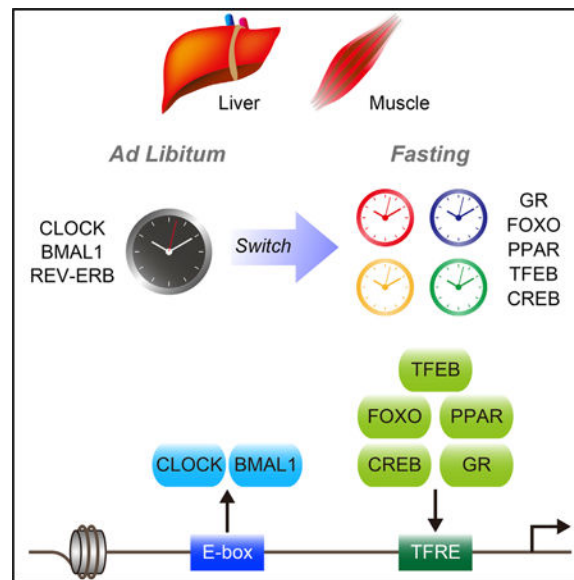 Liver
Muscle
Ad Libitum
Fasting
CLOCK
BMAL1
REV-ERB
Switch
GR
FOXO
PPAR
TFEB
CREB
TFEB
FOXO
PPAR
CLOCK
BMAL1
CREB
GR
E-box
TFRE